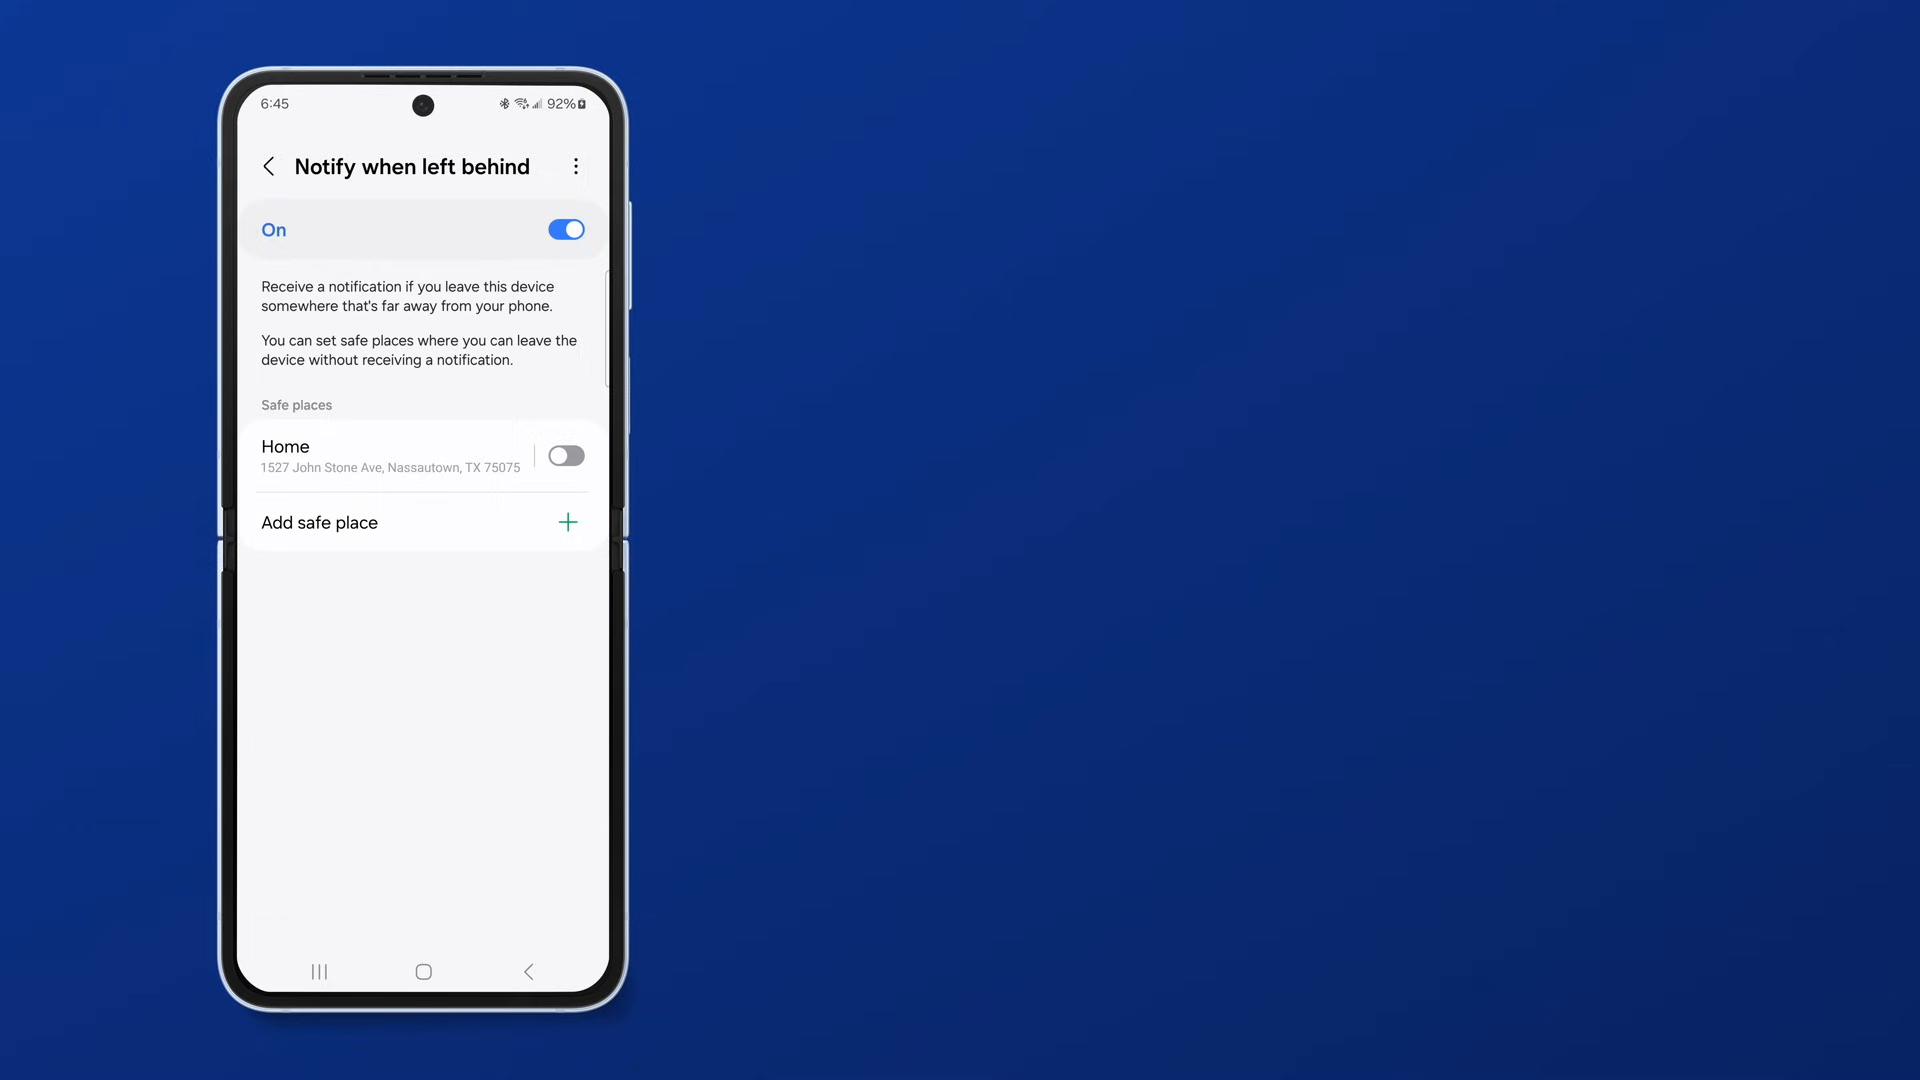 6:45
92%
Notify when left behind
On
Receive a notification if you leave this device
somewhere that's far away from your phone.
You can set safe places where you can leave the
device without receiving a notification.
Safe places
Home
1527 John Stone Ave, Nassautown, TX 75075
Add safe place